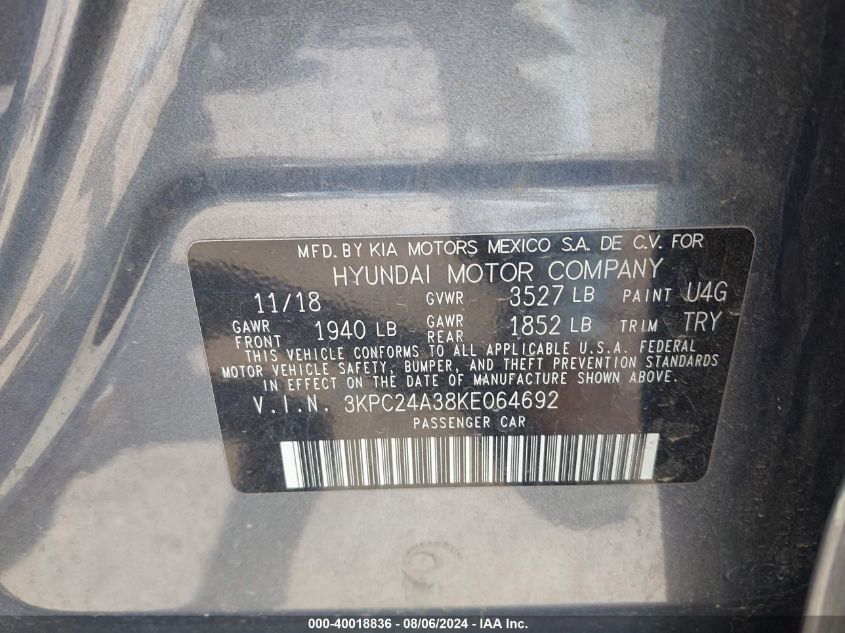 MFD. BY KIA MOTORS MEXICO S.A. DE C.V. FOR
HYUNDAI MOTOR COMPANY
11/18 GVWR 3527 LB PAINT U4G
GAWR FRONT 1940 LB GAWR REAR 1852 LB TRIM TRY
THIS VEHICLE CONFORMS TO ALL APPLICABLE U.S.A. FEDERAL
MOTOR VEHICLE SAFETY, BUMPER, AND THEFT PREVENTION STANDARDS
IN EFFECT ON THE DATE OF MANUFACTURE SHOWN ABOVE.
V.I.N. 3KPC24A38KE064692
PASSENGER CAR
000-40018836 - 08/06/2024 - IAA Inc.